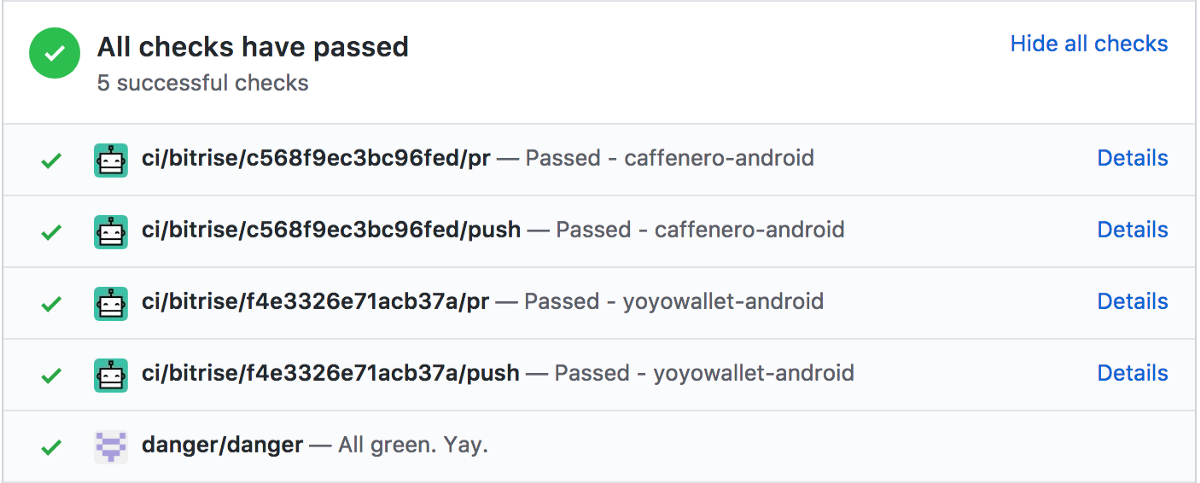 All checks have passed
Hide all checks
5 successful checks
ci/bitrise/c568f9ec3bc96fed/pr — Passed - caffenero-android Details
ci/bitrise/c568f9ec3bc96fed/push — Passed - caffenero-android Details
ci/bitrise/f4e3326e71acb37a/pr — Passed - yoyowallet-android Details
ci/bitrise/f4e3326e71acb37a/push — Passed - yoyowallet-android Details
danger/danger — All green. Yay.